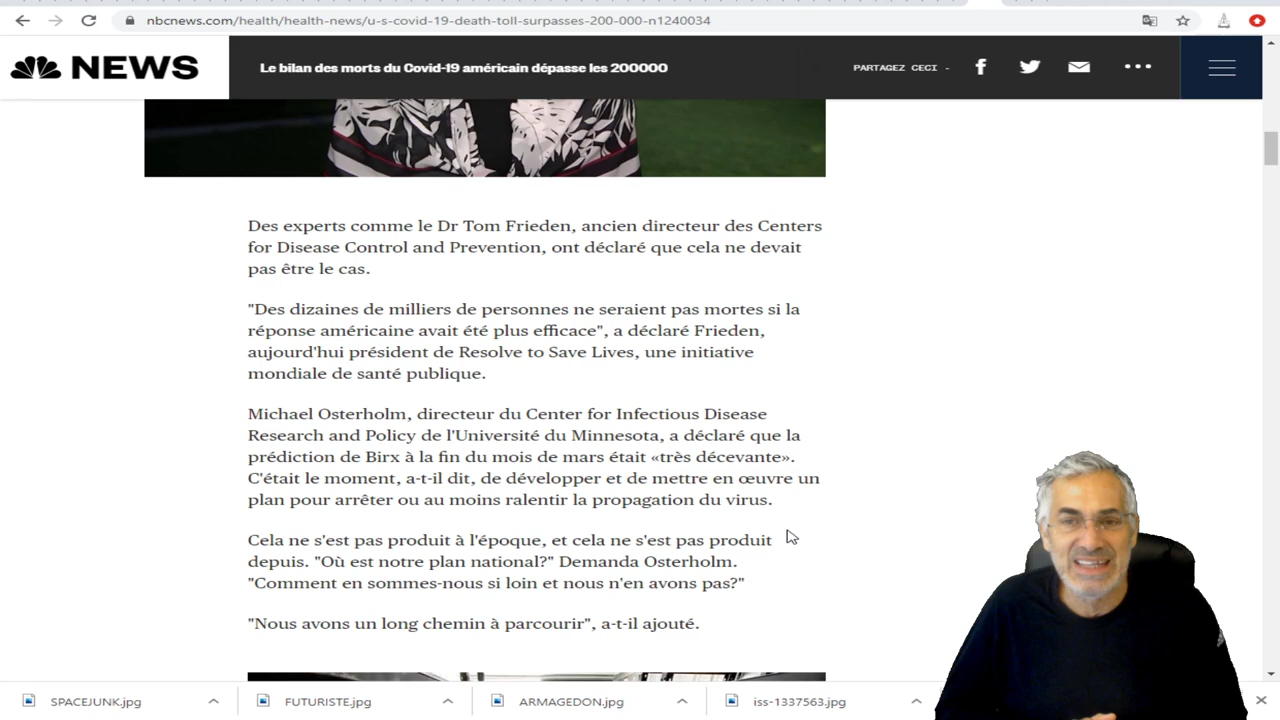 nbcnews.com/health/health-news/u-s-covid-19-death-toll-surpasses-200-000-n1240034
NEWS
Le bilan des morts du Covid-19 américain dépasse les 200000
PARTAGEZ CECI -
Des experts comme le Dr Tom Frieden, ancien directeur des Centers
for Disease Control and Prevention, ont déclaré que cela ne devait
pas être le cas.
"Des dizaines de milliers de personnes ne seraient pas mortes si la
réponse américaine avait été plus efficace", a déclaré Frieden,
aujourd'hui président de Resolve to Save Lives, une initiative
mondiale de santé publique.
Michael Osterholm, directeur du Center for Infectious Disease
Research and Policy de l'Université du Minnesota, a déclaré que la
prédiction de Birx à la fin du mois de mars était «très décevante».
C'était le moment, a-t-il dit, de développer et de mettre en œuvre un
plan pour arrêter ou au moins ralentir la propagation du virus.
Cela ne s'est pas produit à l'époque, et cela ne s'est pas produit
depuis. "Où est notre plan national?" Demanda Osterholm.
"Comment en sommes-nous si loin et nous n'en avons pas?"
"Nous avons un long chemin à parcourir", a-t-il ajouté.
SPACEJUNK.jpg
FUTURISTE.jpg
ARMAGEDON.jpg
iss-1337563.jpg